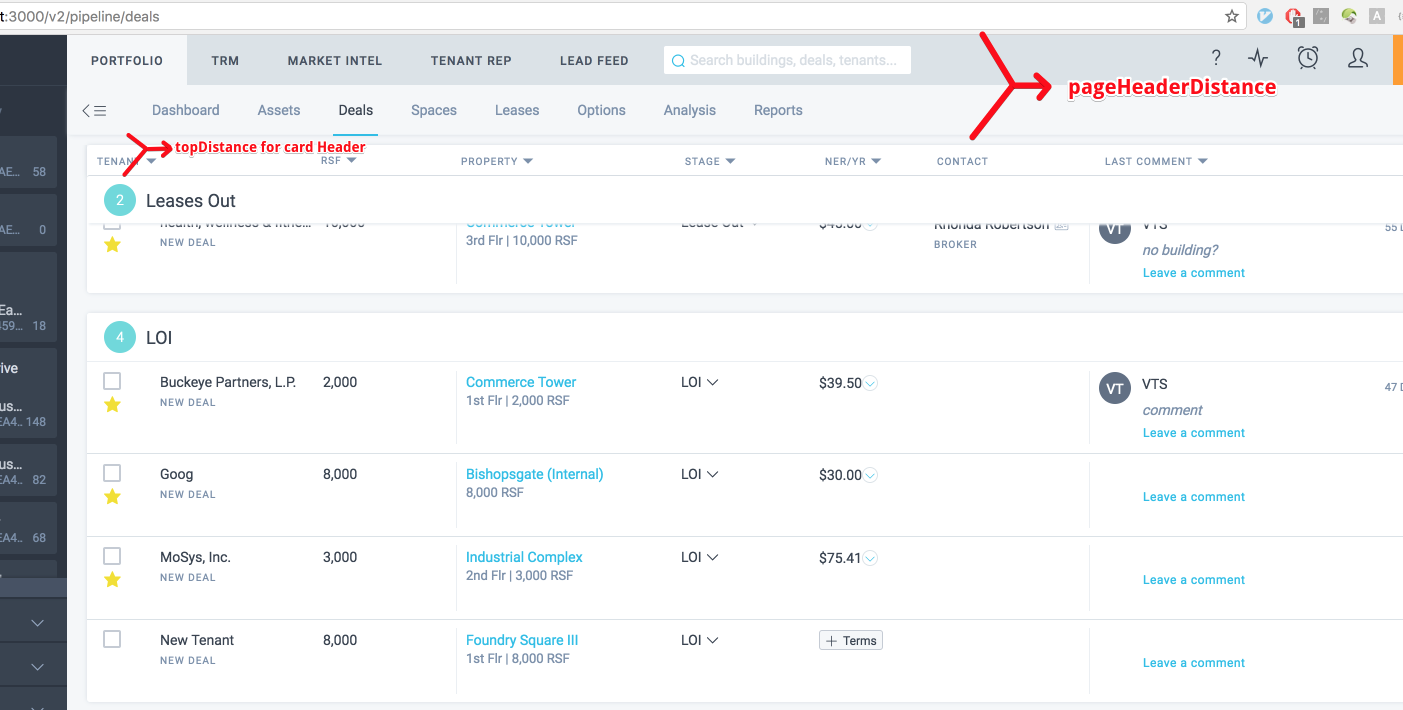 t:3000/v2/pipeline/deals
1
A
PORTFOLIO TRM MARKET INTEL TENANT REP LEAD FEED Search buildings, deals, tenants... ?
pageHeaderDistance
Dashboard Assets Deals Spaces Leases Options Analysis Reports
topDistance for card Header
TENANT RSF PROPERTY STAGE NER/YR CONTACT LAST COMMENT
AE... 58
2 Leases Out
AE... 0
health, wellness & fitne... 10,000 Commerce Tower Lease Out $45.00 Rhonda Robertson VT VTS 55 D
NEW DEAL 3rd Flr | 10,000 RSF BROKER no building?
Leave a comment
Ea...
459... 18
4 LOI
ive
us...
EA4.. 148
Buckeye Partners, L.P. 2,000 Commerce Tower LOI $39.50 VT VTS 47 D
NEW DEAL 1st Flr | 2,000 RSF comment
Leave a comment
us...
EA4.. 82
Goog 8,000 Bishopsgate (Internal) LOI $30.00
NEW DEAL 8,000 RSF Leave a comment
EA4.. 68
MoSys, Inc. 3,000 Industrial Complex LOI $75.41
NEW DEAL 2nd Flr | 3,000 RSF Leave a comment
New Tenant 8,000 Foundry Square III LOI + Terms
NEW DEAL 1st Flr | 8,000 RSF Leave a comment